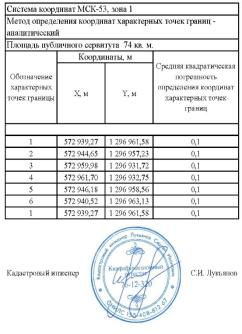 Система координат МСК-53, зона 1
Метод определения координат характерных точек границ -
аналитический
Площадь публичного сервитута 74 кв. м.
Обозначение характерных точек границы
Координаты, м
Х, м
Y, м
Средняя квадратическая погрешность определения координат характерных точек границ
1 572 939,27 1 296 961,58 0,1
2 572 944,65 1 296 957,23 0,1
3 572 959,98 1 296 931,72 0,1
4 572 961,70 1 296 932,75 0,1
5 572 946,18 1 296 958,56 0,1
6 572 940,52 1 296 963,13 0,1
1 572 939,27 1 296 961,58 0,1
Кадастровый инженер
С.И. Лукьянов